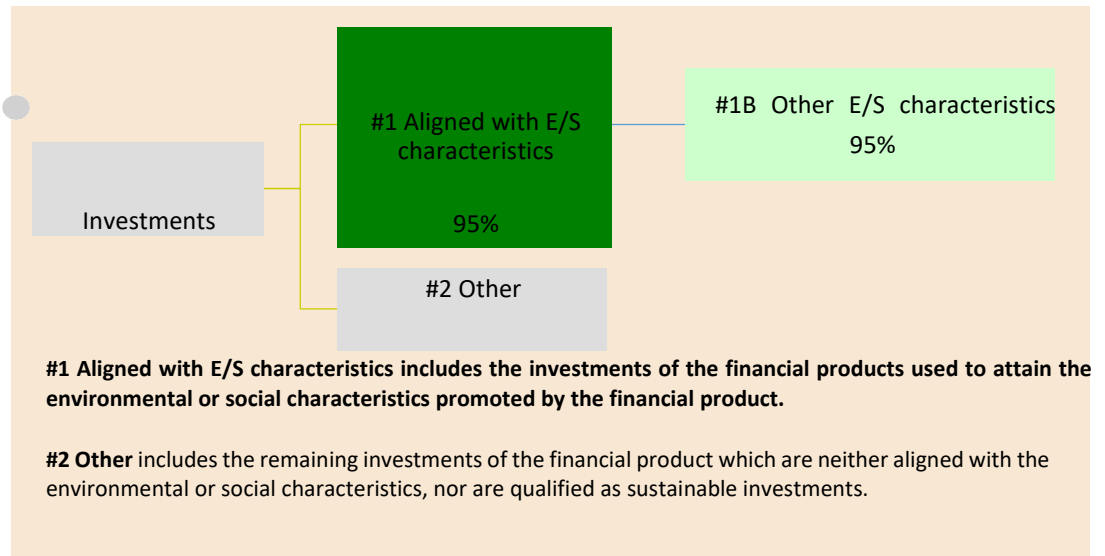 #1 Aligned with E/S
characteristics
95%
#1B Other E/S characteristics
95%
Investments
#2 Other
#1 Aligned with E/S characteristics includes the investments of the financial products used to attain the
environmental or social characteristics promoted by the financial product.
#2 Other includes the remaining investments of the financial product which are neither aligned with the
environmental or social characteristics, nor are qualified as sustainable investments.